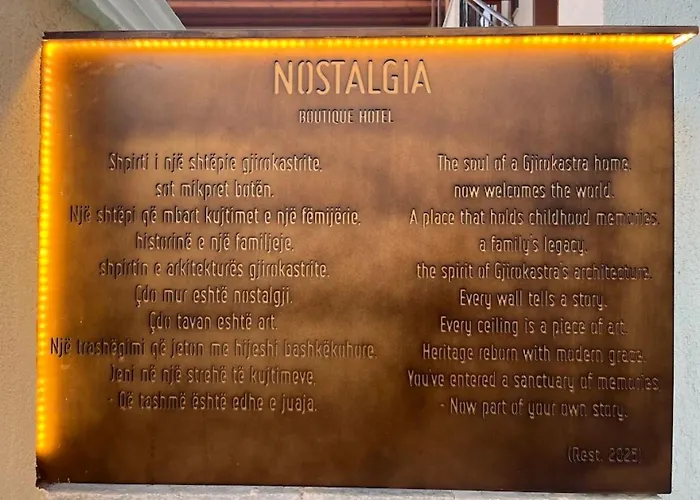 NOSTALGIA
BOUTIQUE HOTEL
Shpirti i një shtëpie gjirokastrite,
sot mikpret botën.
Një shtëpi që mbart kujtimet e një fëmijërie,
historinë e një familjeje,
shpirtin e arkitekturës gjirokastrite.
Çdo mur është nostalgji.
Çdo tavan është art.
Një trashëgimi që jeton me hijeshi bashkëkohore.
Jeni në një strehë të kujtimeve,
- Që tashmë është edhe e juaja.
The soul of a Gjirokastra home,
now welcomes the world.
A place that holds childhood memories,
a family's legacy,
the spirit of Gjirokastra's architecture.
Every wall tells a story.
Every ceiling is a piece of art.
Heritage reborn with modern grace.
You've entered a sanctuary of memories
- Now part of your own story.
(Rest. 2025)